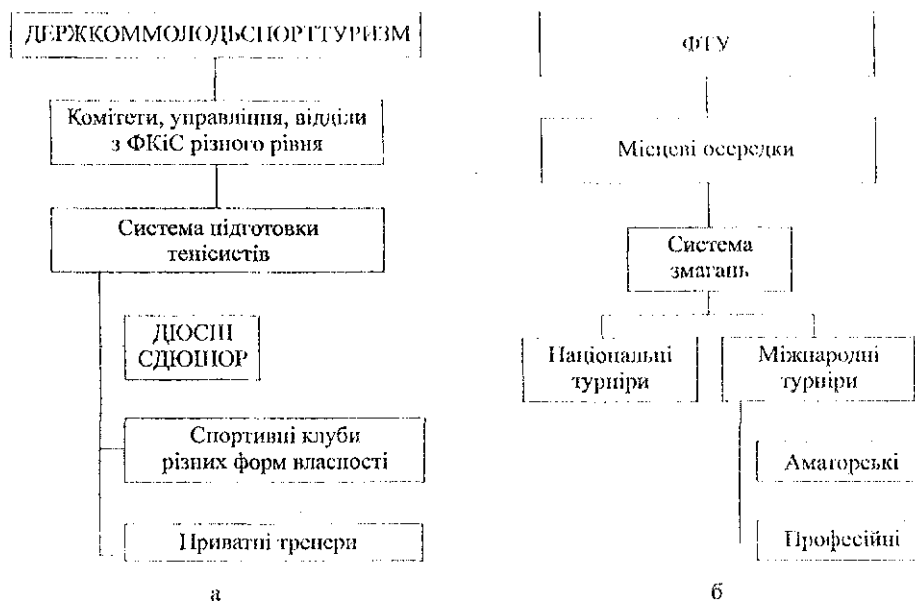 ДЕРЖКОММОЛОДЬСПОРТТУРИЗМ
Комітети, управління, відділи
з ФКіС різного рівня
Система підготовки
тенісистів
ДЮСШ
СДЮШОР
Спортивні клуби
різних форм власності
Приватні тренери
а
ФТУ
Місцеві осередки
Система
змагань
Національні
турніри
Міжнародні
турніри
Аматорські
Професійні
б